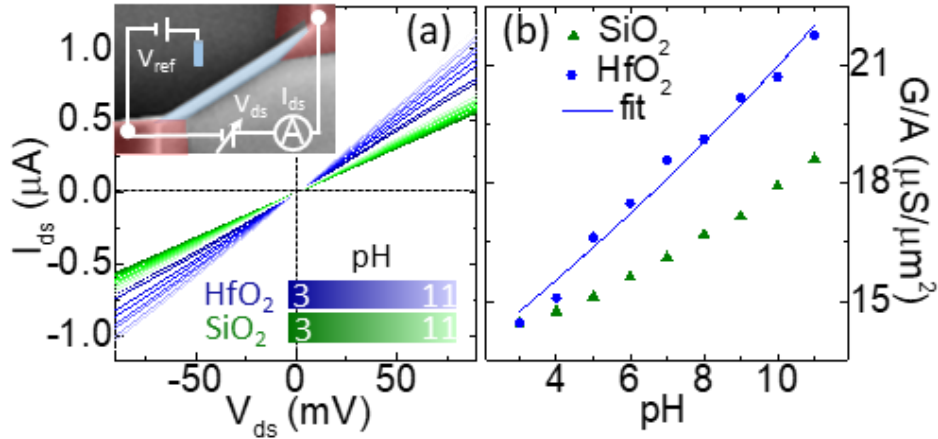 (a)
V_ref
V_ds
I_ds
A
1.0
0.5
0.0
-0.5
-1.0
I_ds (μA)
pH
HfO₂ 3 11
SiO₂ 3 11
-50 0 50
V_ds (mV)
(b)
SiO₂
HfO₂
fit
21
18
15
G/A (μS/μm²)
4 6 8 10
pH